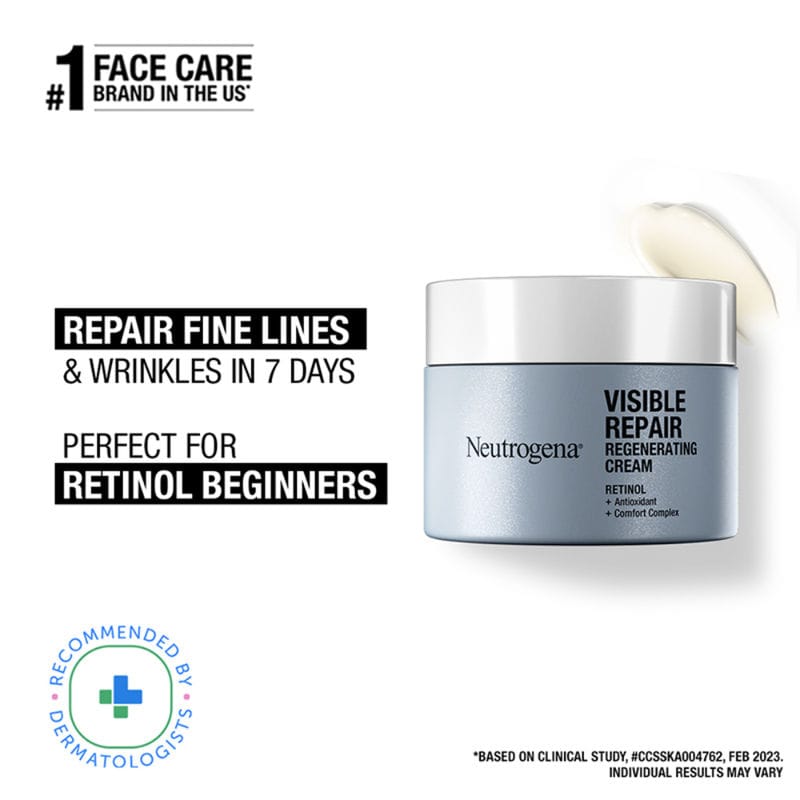 #1 FACE CARE
BRAND IN THE US*
REPAIR FINE LINES
& WRINKLES IN 7 DAYS
PERFECT FOR
RETINOL BEGINNERS
Neutrogena®
VISIBLE
REPAIR
REGENERATING
CREAM
RETINOL
+ Antioxidant
+ Comfort Complex
RECOMMENDED BY
DERMATOLOGISTS
*BASED ON CLINICAL STUDY, #CCSSKA004762, FEB 2023.
INDIVIDUAL RESULTS MAY VARY